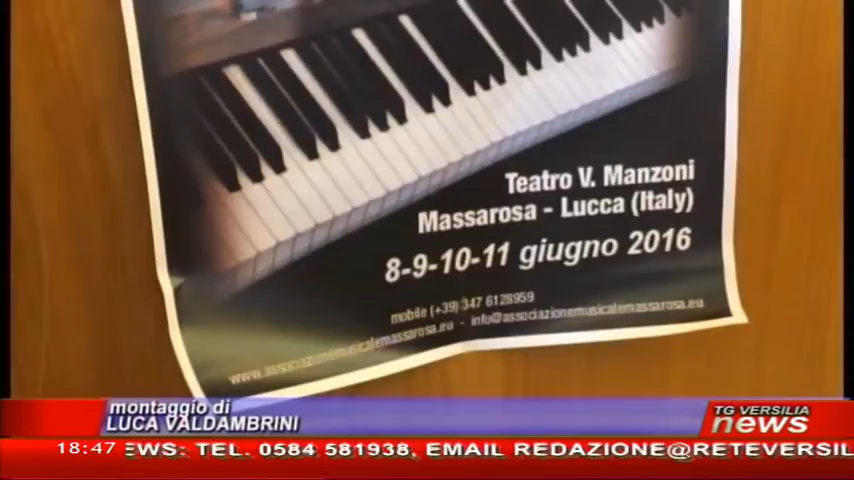 Teatro V. Manzoni
Massarosa - Lucca (Italy)
8-9-10-11 giugno 2016
mobile (+39) 347 6128959
www.associazionemusicalemassarosa.eu - info@associazionemusicalemassarosa.eu
montaggio di
LUCA VALDAMBRINI
TG VERSILIA
news
18:47 EWS: TEL. 0584 581938, EMAIL REDAZIONE@RETEVERSIL